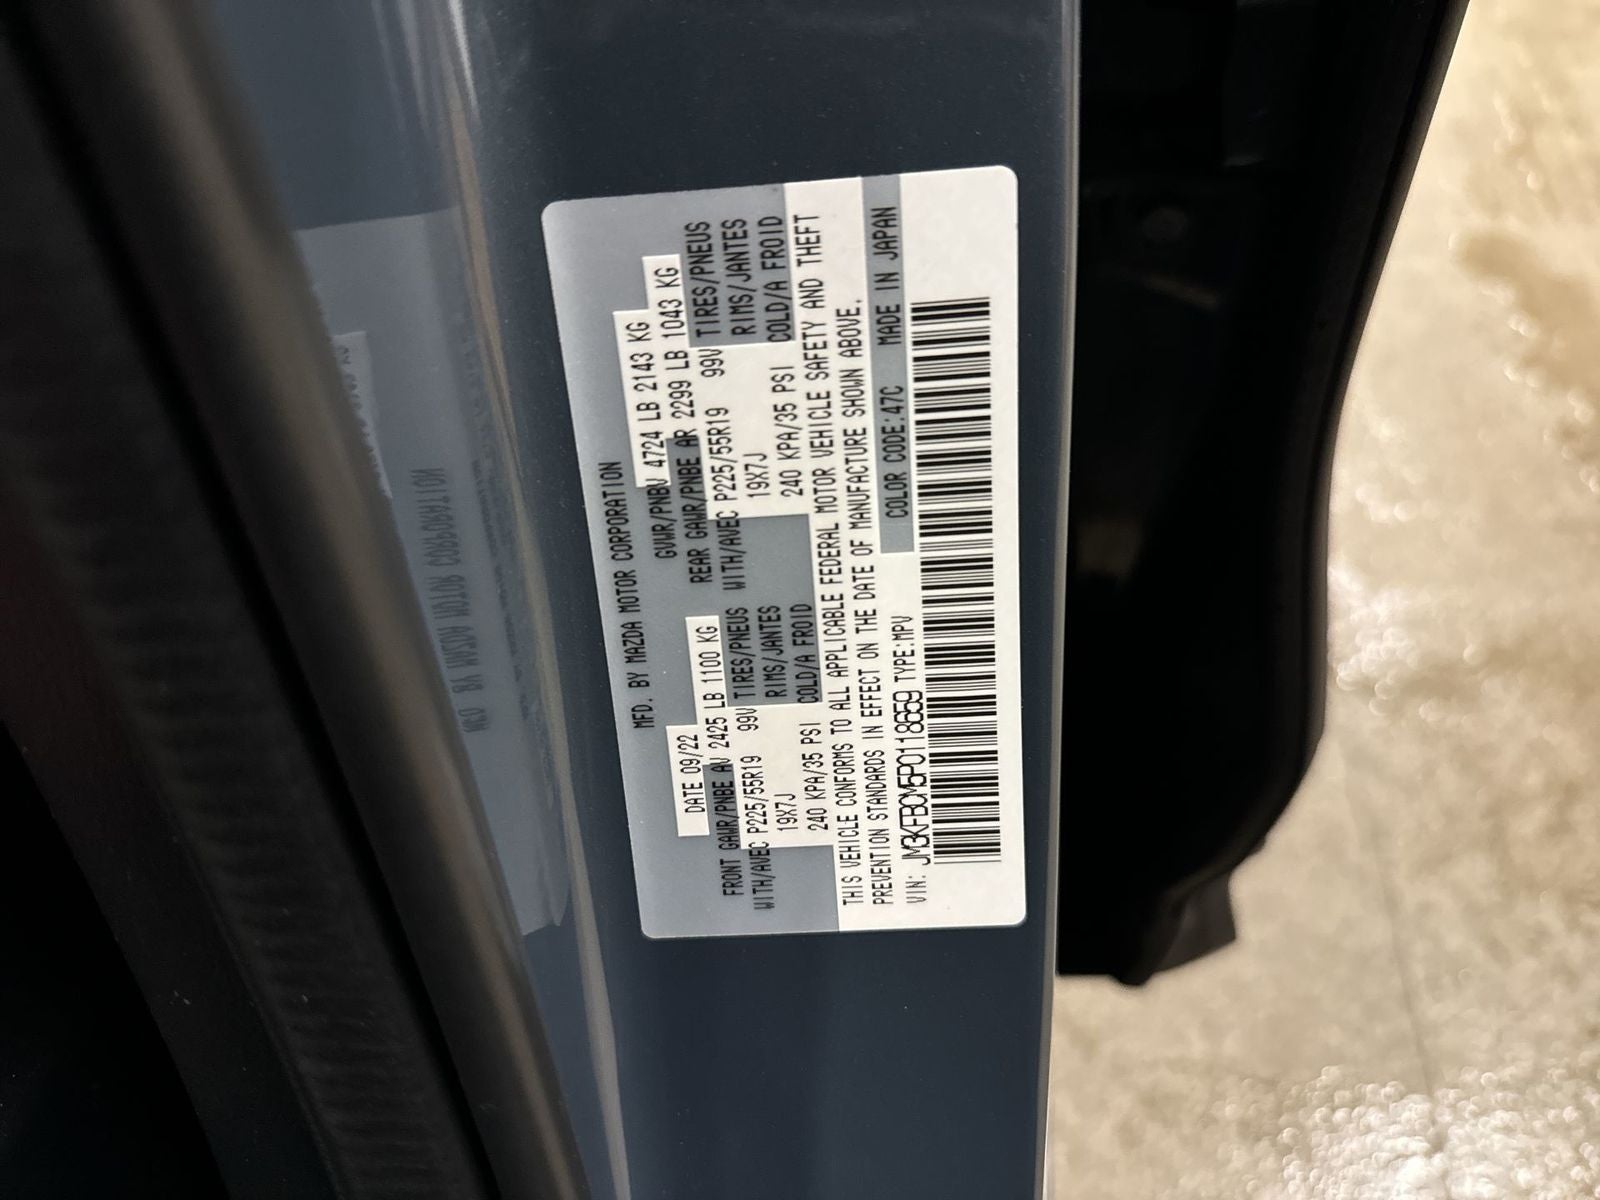 MFD. BY MAZDA MOTOR CORPORATION
DATE 09/22 GVWR/PNBV 4724 LB 2143 KG
FRONT GAWR/PNBE AV 2425 LB 1100 KG REAR GAWR/PNBE AR 2299 LB 1043 KG
WITH/AVEC P225/55R19 99V TIRES/PNEUS WITH/AVEC P225/55R19 99V TIRES/PNEUS
19X7J RIMS/JANTES 19X7J RIMS/JANTES
240 KPA/35 PSI COLD/A FROID 240 KPA/35 PSI COLD/A FROID
THIS VEHICLE CONFORMS TO ALL APPLICABLE FEDERAL MOTOR VEHICLE SAFETY AND THEFT
PREVENTION STANDARDS IN EFFECT ON THE DATE OF MANUFACTURE SHOWN ABOVE.
VIN: JM3KFBCM5P0118659 TYPE:MPV COLOR CODE:47C MADE IN JAPAN